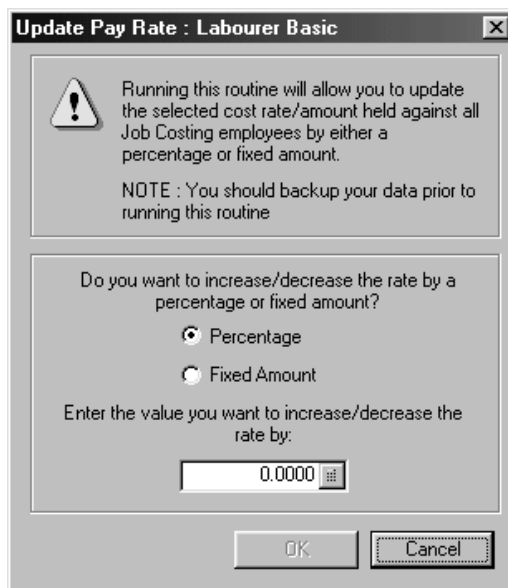 Update Pay Rate : Labourer Basic
Running this routine will allow you to update
the selected cost rate/amount held against all
Job Costing employees by either a
percentage or fixed amount.
NOTE : You should backup your data prior to
running this routine
Do you want to increase/decrease the rate by a
percentage or fixed amount?
Percentage
Fixed Amount
Enter the value you want to increase/decrease the
rate by:
0.0000
OK
Cancel